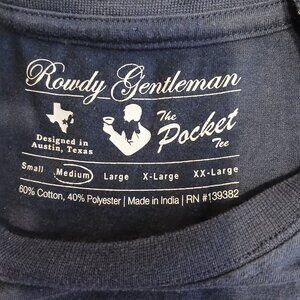 Rowdy Gentleman
The
Pocket
Tee
Designed in
Austin, Texas
Small Medium Large X-Large XX-Large
60% Cotton, 40% Polyester | Made in India | RN #139382